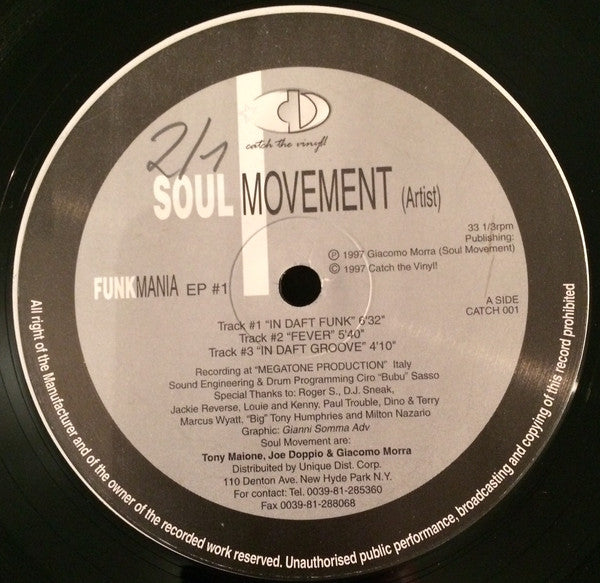 catch the vinyl!
2/1
SOUL MOVEMENT (Artist)
33 1/3rpm
Publishing:
Ⓟ 1997 Giacomo Morra (Soul Movement)
© 1997 Catch the Vinyl!
FUNKMANIA EP #1
A SIDE
CATCH 001
Track #1 "IN DAFT FUNK" 6'32"
Track #2 "FEVER" 5'40"
Track #3 "IN DAFT GROOVE" 4'10"
Recording at "MEGATONE PRODUCTION" Italy
Sound Engineering & Drum Programming Ciro "Bubu" Sasso
Special Thanks to: Roger S., D.J. Sneak,
Jackie Reverse, Louie and Kenny, Paul Trouble, Dino & Terry
Marcus Wyatt, "Big" Tony Humphries and Milton Nazario
Graphic: Gianni Somma Adv
Soul Movement are:
Tony Maione, Joe Doppio & Giacomo Morra
Distribuited by Unique Dist. Corp.
110 Denton Ave. New Hyde Park N.Y.
For contact: Tel. 0039-81-285360
Fax 0039-81-288068
All right of the Manufacturer and of the owner of the recorded work reserved. Unauthorised public performance, broadcasting and copying of this record prohibited